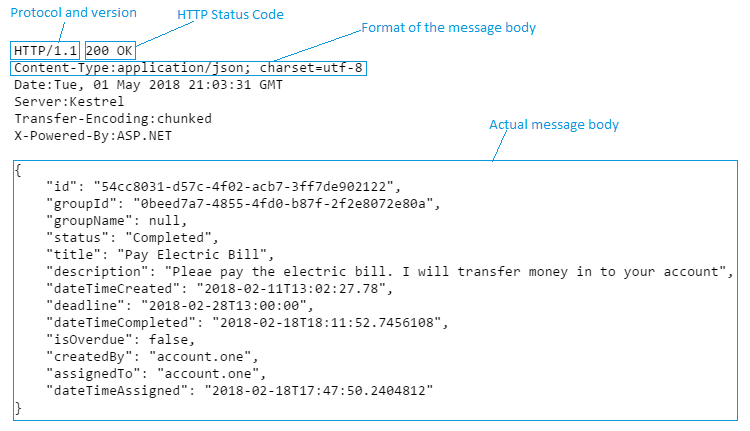 Protocol and version
HTTP Status Code
Format of the message body
HTTP/1.1 200 OK
Content-Type:application/json; charset=utf-8
Date:Tue, 01 May 2018 21:03:31 GMT
Server:Kestrel
Transfer-Encoding:chunked
X-Powered-By:ASP.NET
Actual message body
{
    "id": "54cc8031-d57c-4f02-acb7-3ff7de902122",
    "groupId": "0beed7a7-4855-4fd0-b87f-2f2e8072e80a",
    "groupName": null,
    "status": "Completed",
    "title": "Pay Electric Bill",
    "description": "Pleae pay the electric bill. I will transfer money in to your account",
    "dateTimeCreated": "2018-02-11T13:02:27.78",
    "deadline": "2018-02-28T13:00:00",
    "dateTimeCompleted": "2018-02-18T18:11:52.7456108",
    "isOverdue": false,
    "createdBy": "account.one",
    "assignedTo": "account.one",
    "dateTimeAssigned": "2018-02-18T17:47:50.2404812"
}